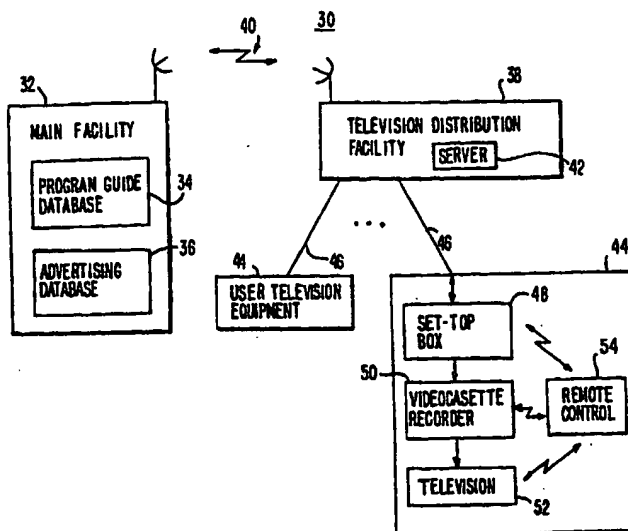 40
30
32
38
MAIN FACILITY
PROGRAM GUIDE
DATABASE
34
36
ADVERTISING
DATABASE
TELEVISION DISTRIBUTION
FACILITY
SERVER
42
...
46
46
44
USER TELEVISION
EQUIPMENT
44
48
SET-TOP
BOX
50
54
VIDEOCASETTE
RECORDER
REMOTE
CONTROL
TELEVISION
52